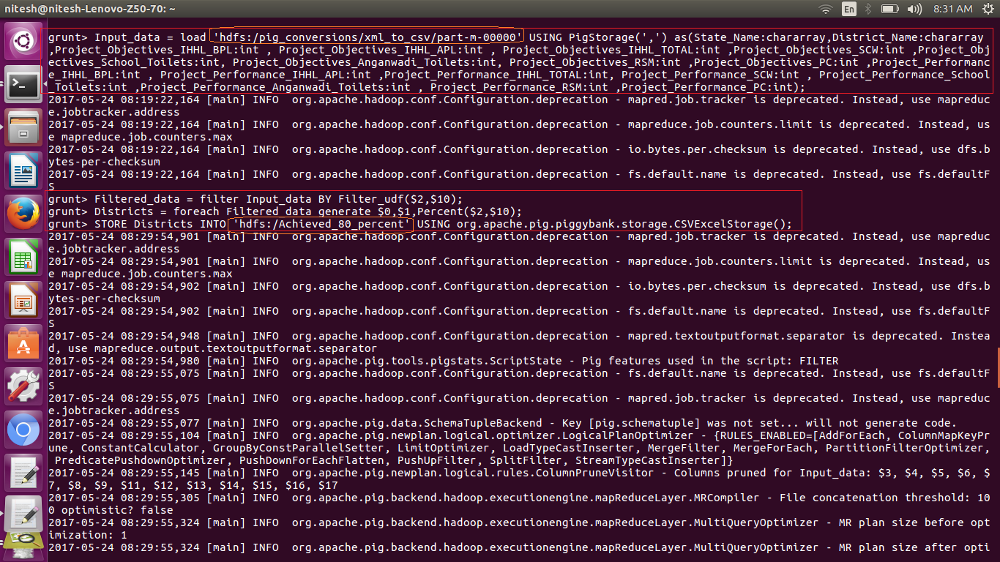 nitesh@nitesh-Lenovo-Z50-70: ~
En
8:31 AM
grunt> Input_data = load 'hdfs:/pig_conversions/xml_to_csv/part-m-00000' USING PigStorage(',') as(State_Name:chararray,District_Name:chararray
,Project_Objectives_IHHL_BPL:int , Project_Objectives_IHHL_APL:int , Project_Objectives_IHHL_TOTAL:int ,Project_Objectives_SCW:int ,Project_Obj
ectives_School_Toilets:int, Project_Objectives_Anganwadi_Toilets:int, Project_Objectives_RSM:int ,Project_Objectives_PC:int ,Project_Performanc
e_IHHL_BPL:int , Project_Performance_IHHL_APL:int ,Project_Performance_IHHL_TOTAL:int, Project_Performance_SCW:int , Project_Performance_School
_Toilets:int ,Project_Performance_Anganwadi_Toilets:int , Project_Performance_RSM:int ,Project_Performance_PC:int);
2017-05-24 08:19:22,164 [main] INFO  org.apache.hadoop.conf.Configuration.deprecation - mapred.job.tracker is deprecated. Instead, use mapreduc
e.jobtracker.address
2017-05-24 08:19:22,164 [main] INFO  org.apache.hadoop.conf.Configuration.deprecation - mapreduce.job.counters.limit is deprecated. Instead, us
e mapreduce.job.counters.max
2017-05-24 08:19:22,164 [main] INFO  org.apache.hadoop.conf.Configuration.deprecation - io.bytes.per.checksum is deprecated. Instead, use dfs.b
ytes-per-checksum
2017-05-24 08:19:22,164 [main] INFO  org.apache.hadoop.conf.Configuration.deprecation - fs.default.name is deprecated. Instead, use fs.defaultF
S
grunt> Filtered_data = filter Input_data BY Filter_udf($2,$10);
grunt> Districts = foreach Filtered_data generate $0,$1,Percent($2,$10);
grunt> STORE Districts INTO 'hdfs:/Achieved_80_percent' USING org.apache.pig.piggybank.storage.CSVExcelStorage();
2017-05-24 08:29:54,901 [main] INFO  org.apache.hadoop.conf.Configuration.deprecation - mapred.job.tracker is deprecated. Instead, use mapreduc
e.jobtracker.address
2017-05-24 08:29:54,901 [main] INFO  org.apache.hadoop.conf.Configuration.deprecation - mapreduce.job.counters.limit is deprecated. Instead, us
e mapreduce.job.counters.max
2017-05-24 08:29:54,902 [main] INFO  org.apache.hadoop.conf.Configuration.deprecation - io.bytes.per.checksum is deprecated. Instead, use dfs.b
ytes-per-checksum
2017-05-24 08:29:54,902 [main] INFO  org.apache.hadoop.conf.Configuration.deprecation - fs.default.name is deprecated. Instead, use fs.defaultF
S
2017-05-24 08:29:54,948 [main] INFO  org.apache.hadoop.conf.Configuration.deprecation - mapred.textoutputformat.separator is deprecated. Instea
d, use mapreduce.output.textoutputformat.separator
2017-05-24 08:29:54,980 [main] INFO  org.apache.pig.tools.pigstats.ScriptState - Pig features used in the script: FILTER
2017-05-24 08:29:55,075 [main] INFO  org.apache.hadoop.conf.Configuration.deprecation - fs.default.name is deprecated. Instead, use fs.defaultF
S
2017-05-24 08:29:55,075 [main] INFO  org.apache.hadoop.conf.Configuration.deprecation - mapred.job.tracker is deprecated. Instead, use mapreduc
e.jobtracker.address
2017-05-24 08:29:55,077 [main] INFO  org.apache.pig.data.SchemaTupleBackend - Key [pig.schematuple] was not set... will not generate code.
2017-05-24 08:29:55,104 [main] INFO  org.apache.pig.newplan.logical.optimizer.LogicalPlanOptimizer - {RULES_ENABLED=[AddForEach, ColumnMapKeyPr
une, ConstantCalculator, GroupByConstParallelSetter, LimitOptimizer, LoadTypeCastInserter, MergeFilter, MergeForEach, PartitionFilterOptimizer,
 PredicatePushdownOptimizer, PushDownForEachFlatten, PushUpFilter, SplitFilter, StreamTypeCastInserter]}
2017-05-24 08:29:55,145 [main] INFO  org.apache.pig.newplan.logical.rules.ColumnPruneVisitor - Columns pruned for Input_data: $3, $4, $5, $6, $
7, $8, $9, $11, $12, $13, $14, $15, $16, $17
2017-05-24 08:29:55,305 [main] INFO  org.apache.pig.backend.hadoop.executionengine.mapReduceLayer.MRCompiler - File concatenation threshold: 10
0 optimistic? false
2017-05-24 08:29:55,324 [main] INFO  org.apache.pig.backend.hadoop.executionengine.mapReduceLayer.MultiQueryOptimizer - MR plan size before opt
imization: 1
2017-05-24 08:29:55,324 [main] INFO  org.apache.pig.backend.hadoop.executionengine.mapReduceLayer.MultiQueryOptimizer - MR plan size after opti